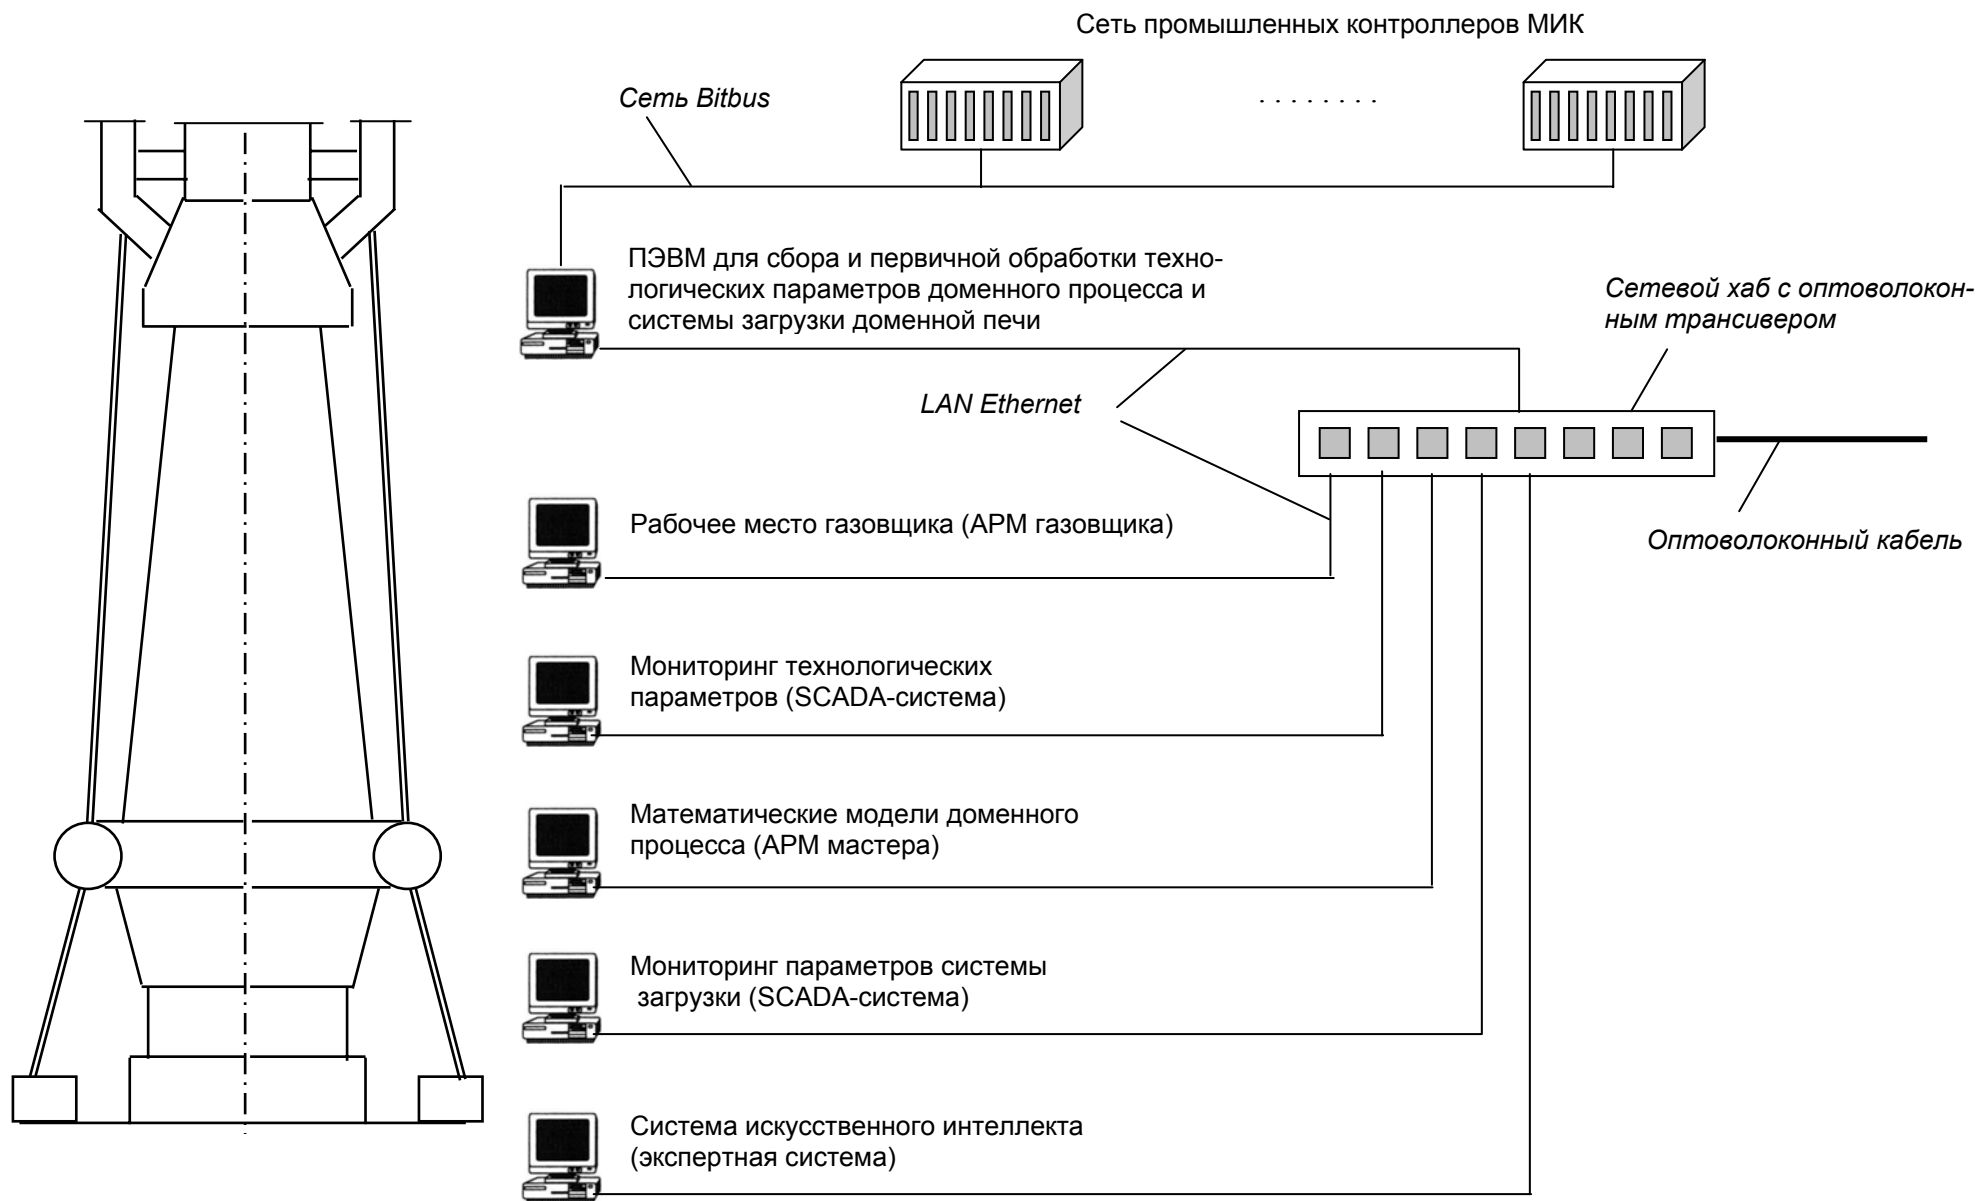 Сеть промышленных контроллеров МИК
Сеть Bitbus
. . . . . . . .
ПЭВМ для сбора и первичной обработки техно-
логических параметров доменного процесса и
системы загрузки доменной печи
Сетевой хаб с оптоволокон-
ным трансивером
LAN Ethernet
Рабочее место газовщика (АРМ газовщика)
Оптоволоконный кабель
Мониторинг технологических
параметров (SCADA-система)
Математические модели доменного
процесса (АРМ мастера)
Мониторинг параметров системы
загрузки (SCADA-система)
Система искусственного интеллекта
(экспертная система)